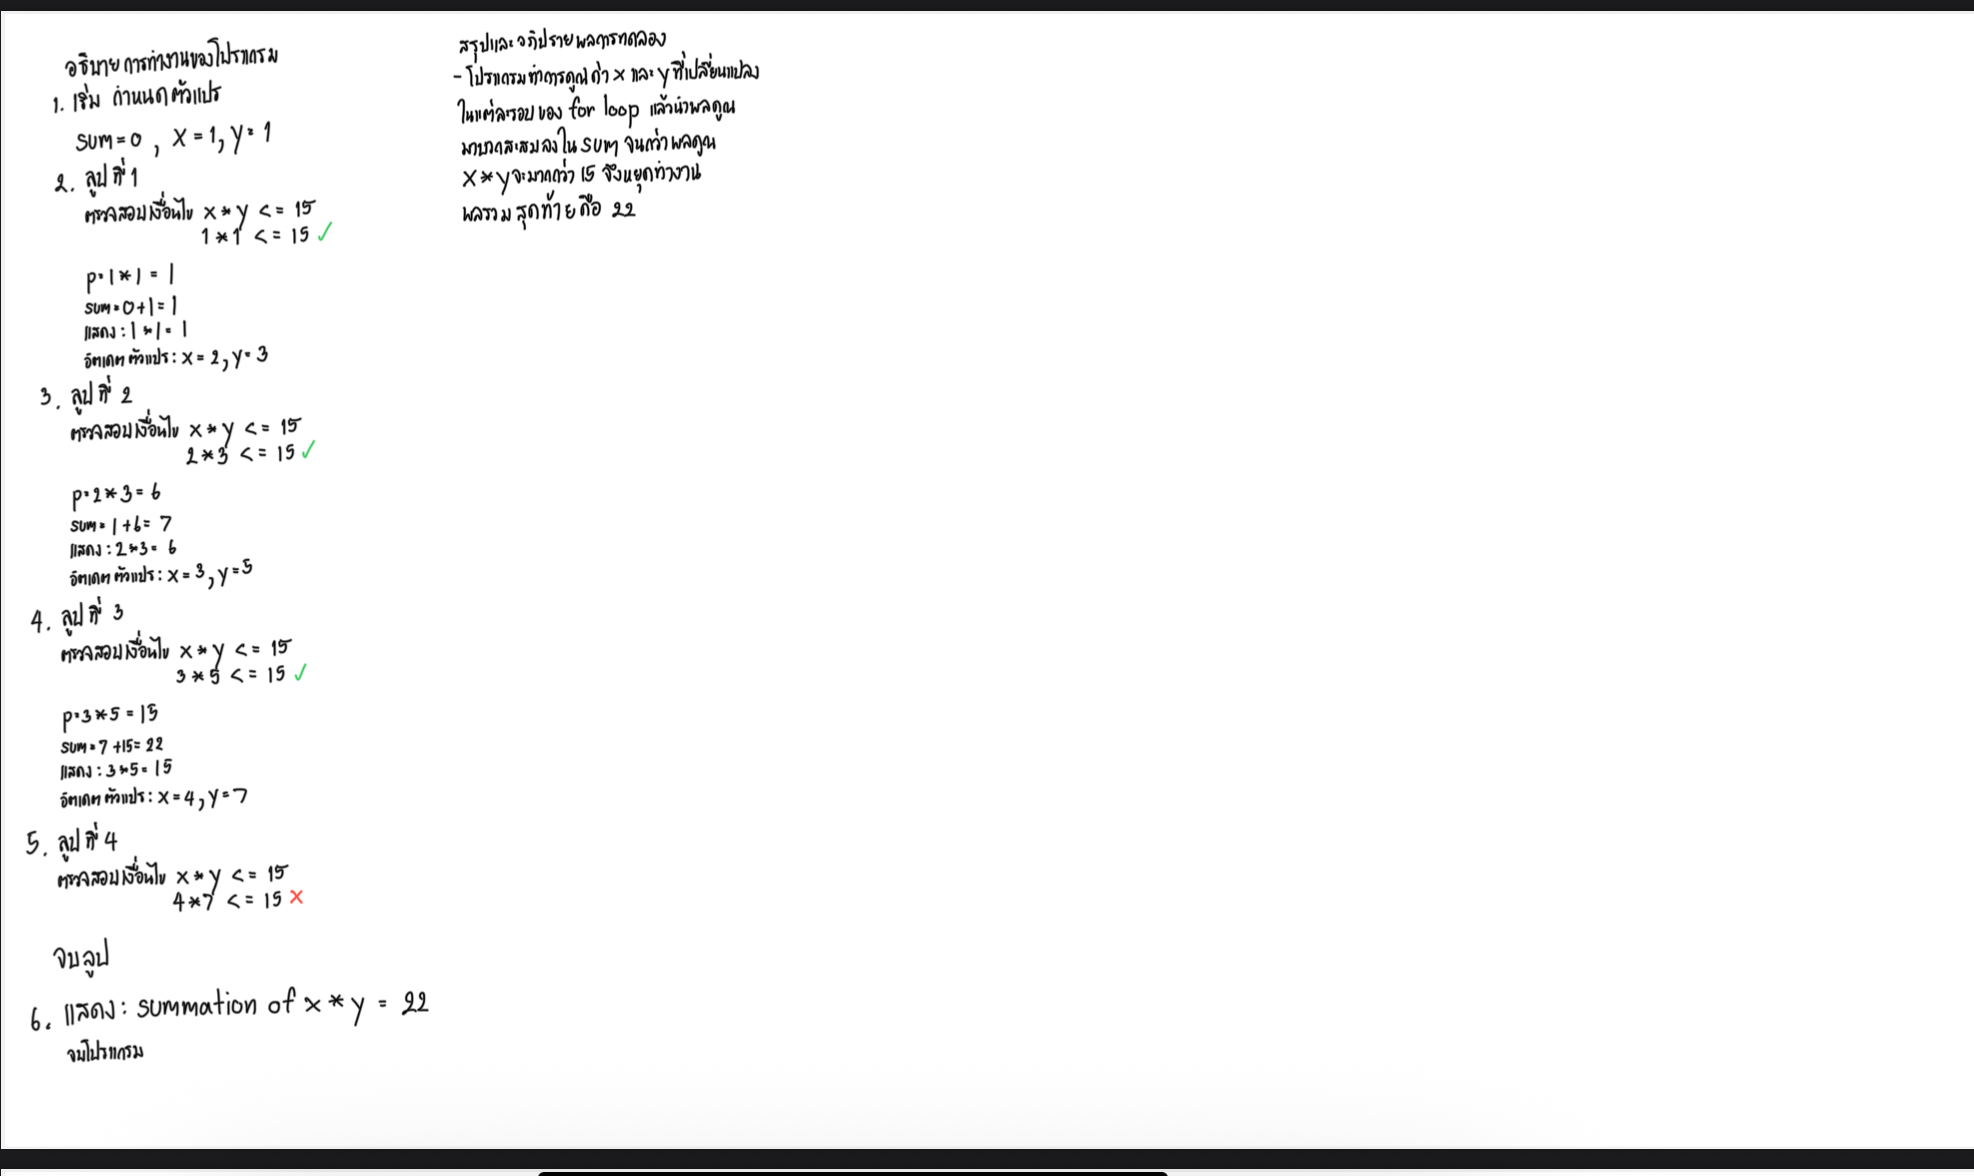 อธิบายการทำงานของโปรแกรม
1. เริ่ม กำหนดตัวแปร
sum=0 , x=1, y=1
2. ลูปที่ 1
ตรวจสอบเงื่อนไข x*y <= 15
1*1 <= 15 ✓
p=1*1 = 1
sum=0+1=1
แสดง : 1*1=1
อัตเดต ตัวแปร : x=2, y=3
3. ลูปที่ 2
ตรวจสอบเงื่อนไข x*y <= 15
2*3 <= 15 ✓
p=2*3=6
sum=1+6=7
แสดง : 2*3=6
อัตเดต ตัวแปร : x=3, y=5
4. ลูปที่ 3
ตรวจสอบเงื่อนไข x*y <= 15
3*5 <= 15 ✓
p=3*5=15
sum=7+15=22
แสดง : 3*5=15
อัตเดต ตัวแปร : x=4, y=7
5. ลูปที่ 4
ตรวจสอบเงื่อนไข x*y <= 15
4*7 <= 15 ×
จบลูป
6. แสดง : summation of x*y = 22
จบโปรแกรม
สรุปและอภิปรายผลการทดลอง
- โปรแกรมทำการคูณค่า x และ y ที่เปลี่ยนแปลง
ในแต่ละรอบของ for loop แล้วนำผลคูณ
มาบวกสะสมลงใน sum จนกว่าผลคูณ
x*y จะมากกว่า 15 จึงหยุดทำงาน
ผลรวมสุดท้ายคือ 22